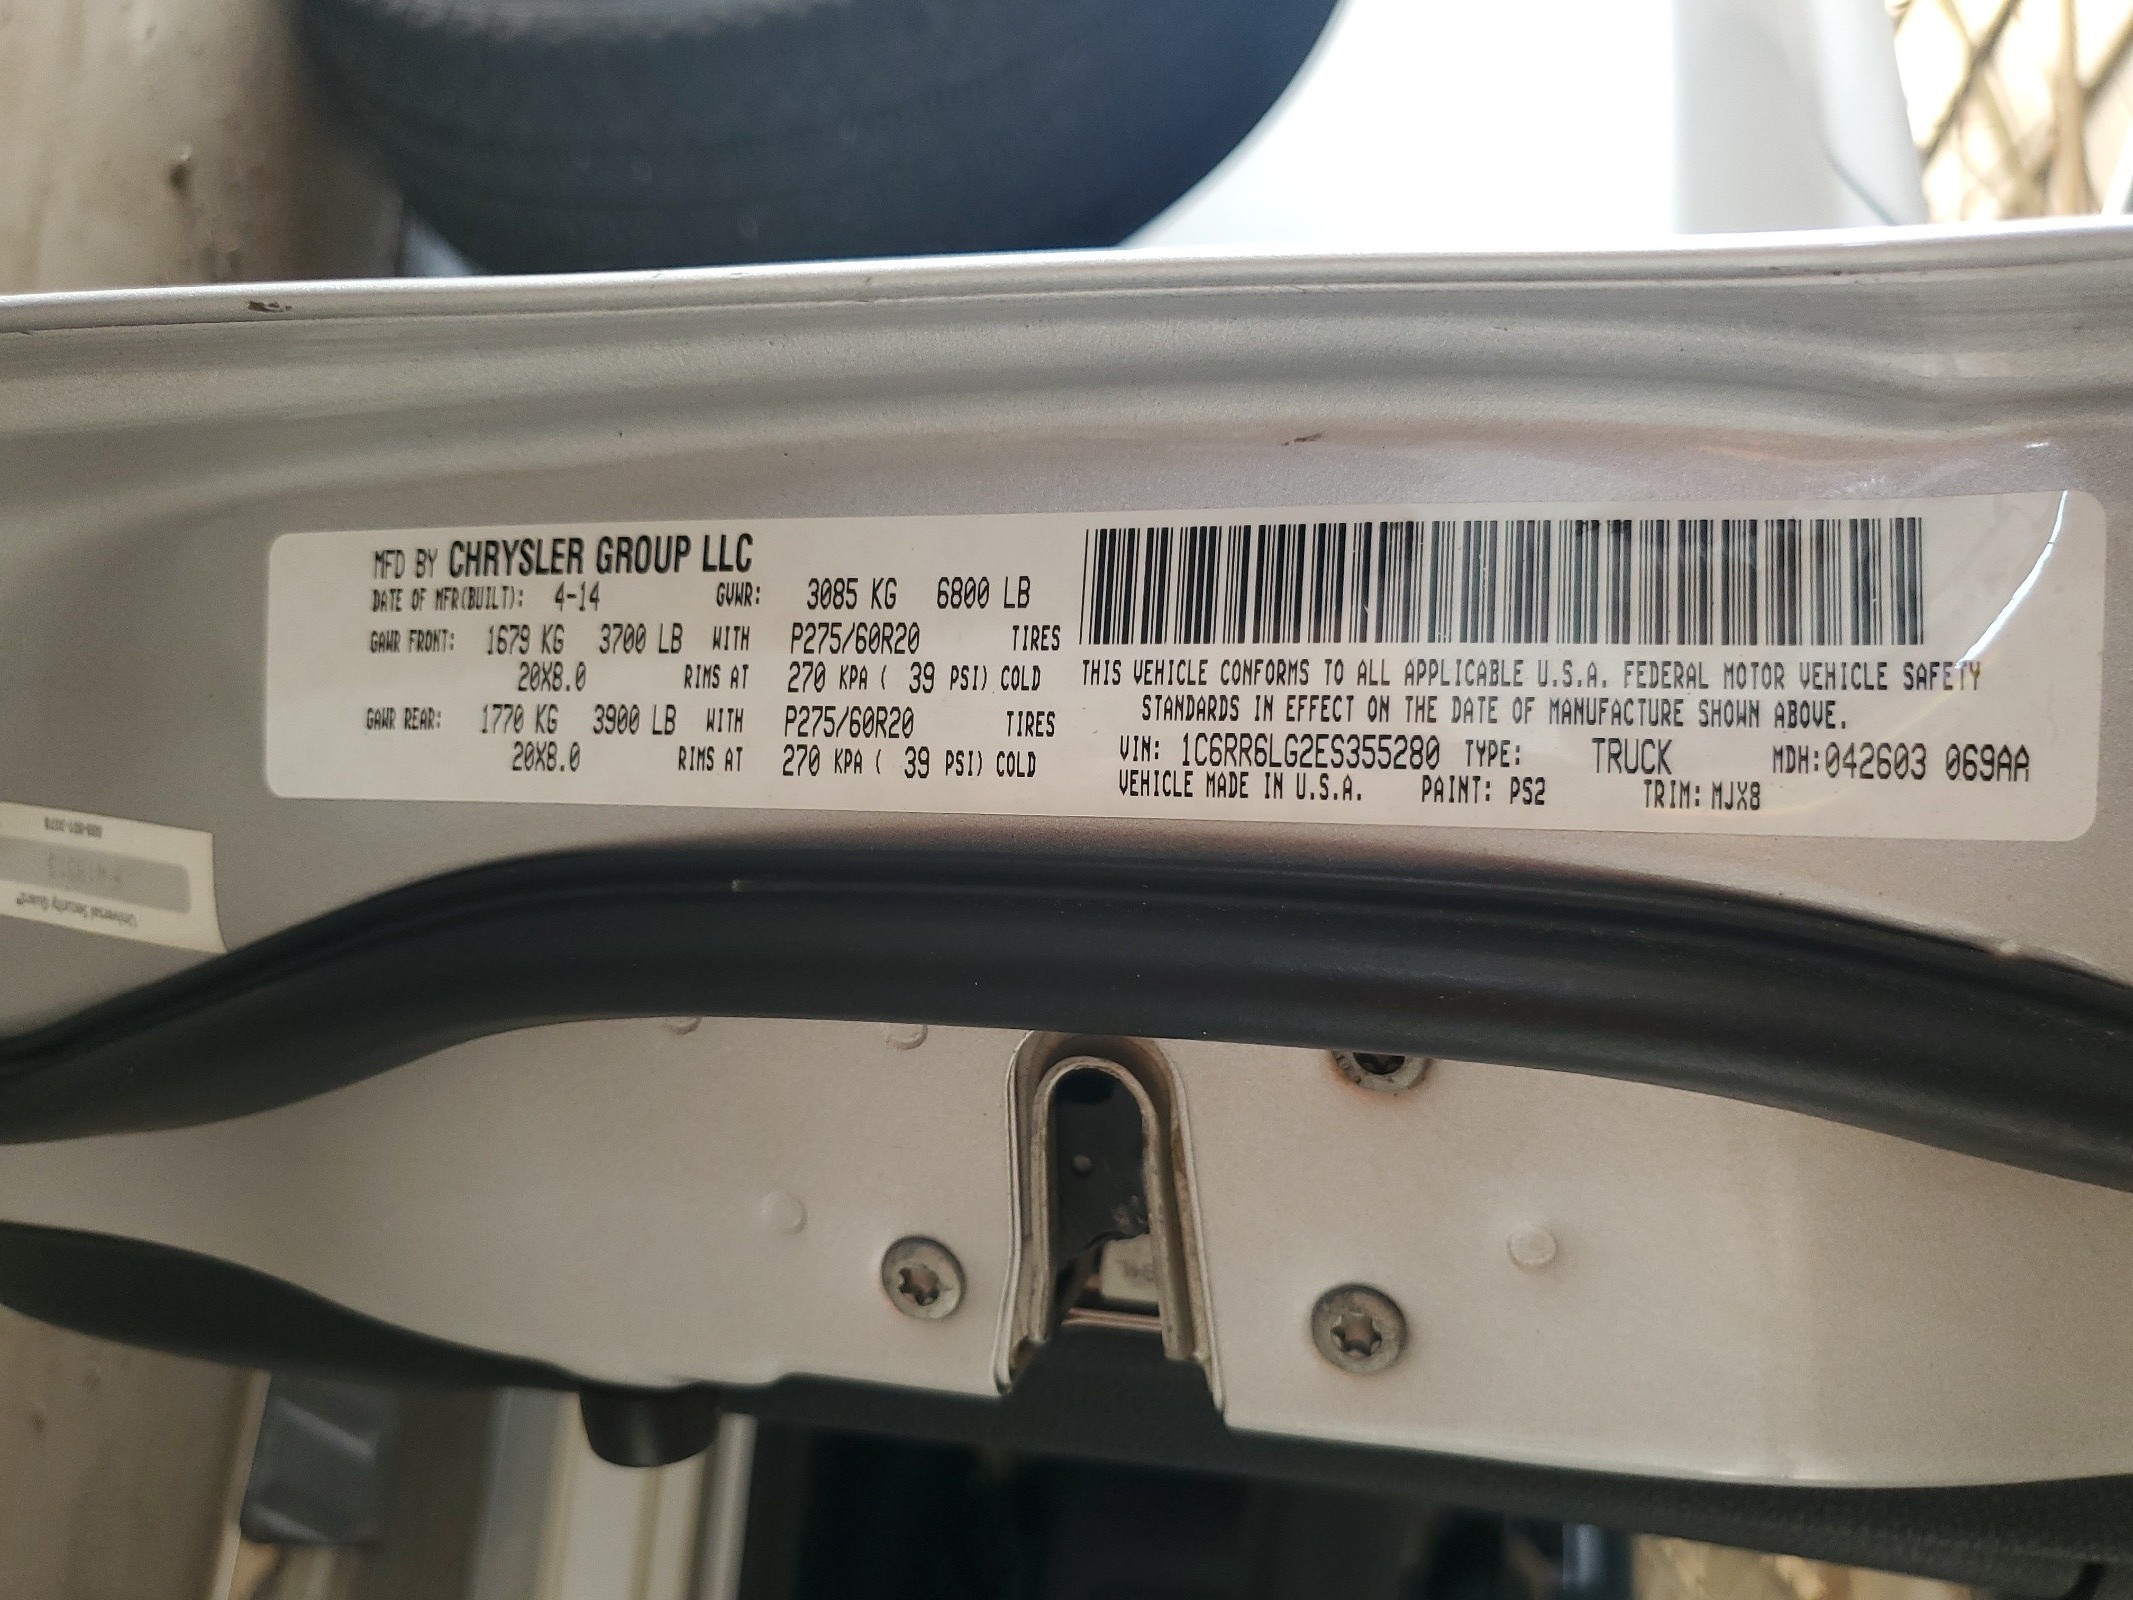 MFD BY CHRYSLER GROUP LLC
DATE OF MFR(BUILT): 4-14 GVWR: 3085 KG 6800 LB
GAWR FRONT: 1679 KG 3700 LB WITH P275/60R20 TIRES
20X8.0 RIMS AT 270 KPA ( 39 PSI) COLD
GAWR REAR: 1770 KG 3900 LB WITH P275/60R20 TIRES
20X8.0 RIMS AT 270 KPA ( 39 PSI) COLD
THIS VEHICLE CONFORMS TO ALL APPLICABLE U.S.A. FEDERAL MOTOR VEHICLE SAFETY
STANDARDS IN EFFECT ON THE DATE OF MANUFACTURE SHOWN ABOVE.
VIN: 1C6RR6LG2ES355280 TYPE: TRUCK MDH:042603 069AA
VEHICLE MADE IN U.S.A. PAINT: PS2 TRIM: MJX8
Universal Security Guard®